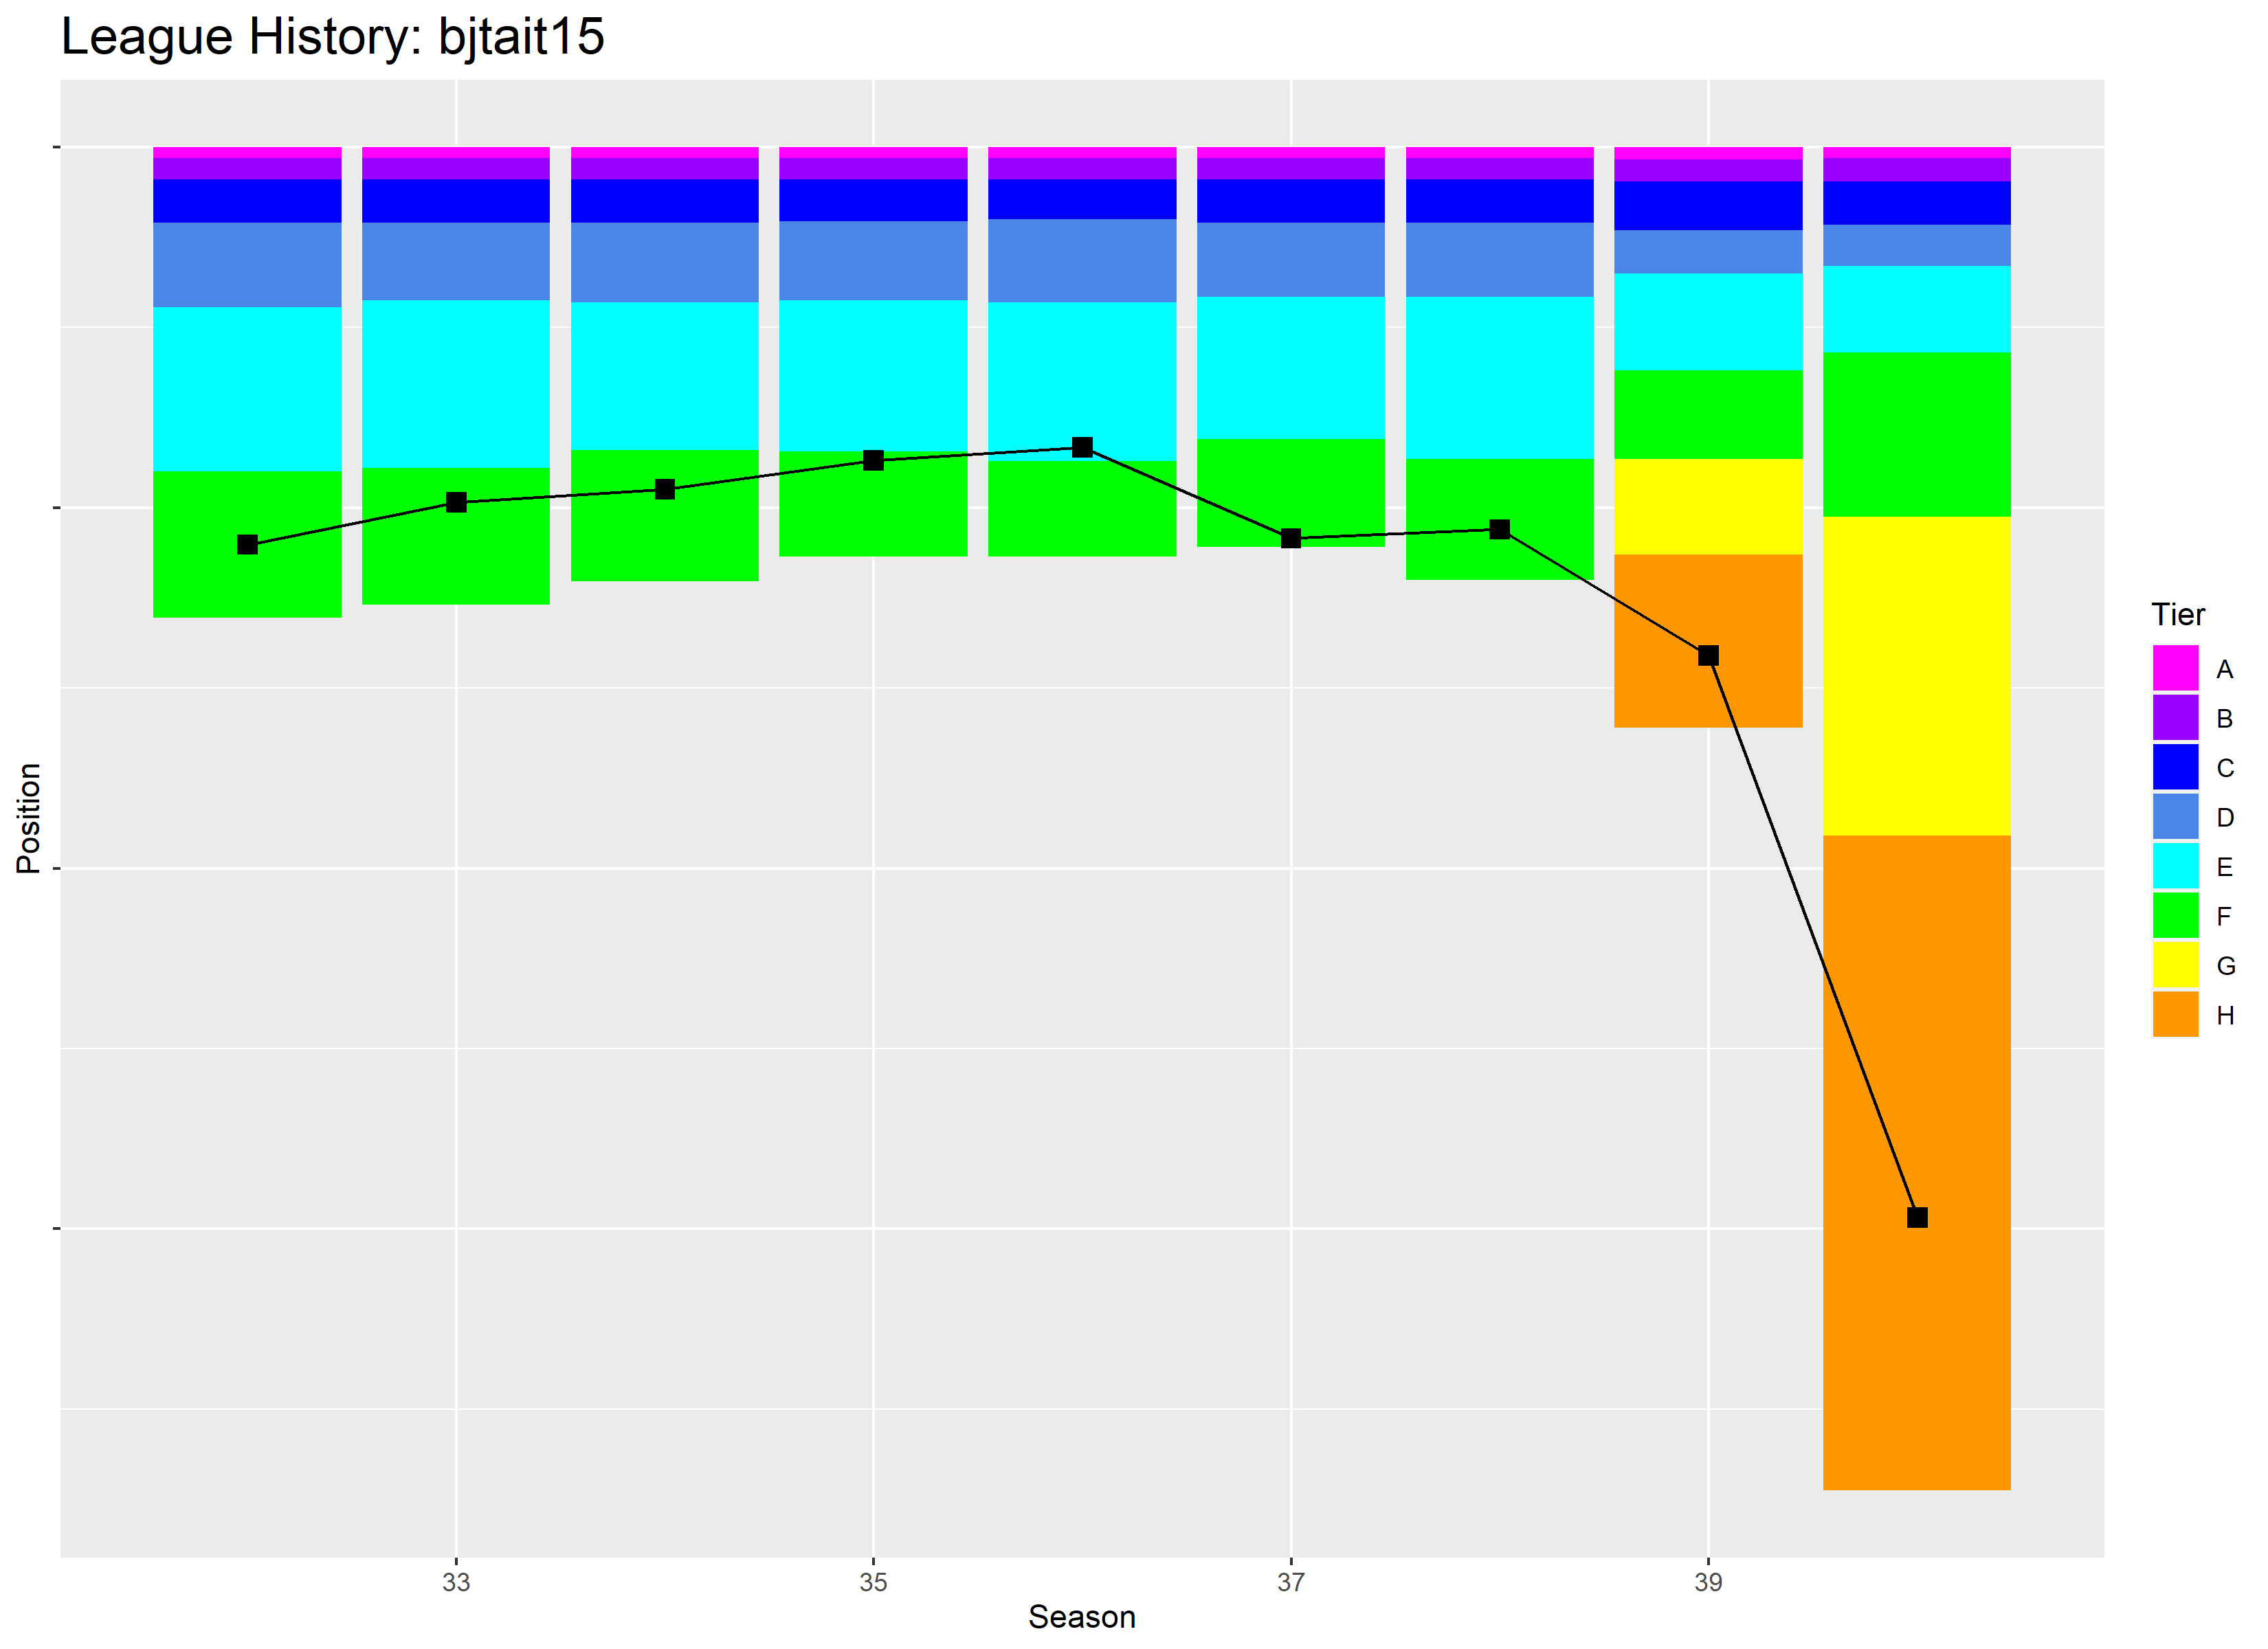 League History: bjtait15
Position
33
35
37
39
Season
Tier
A
B
C
D
E
F
G
H